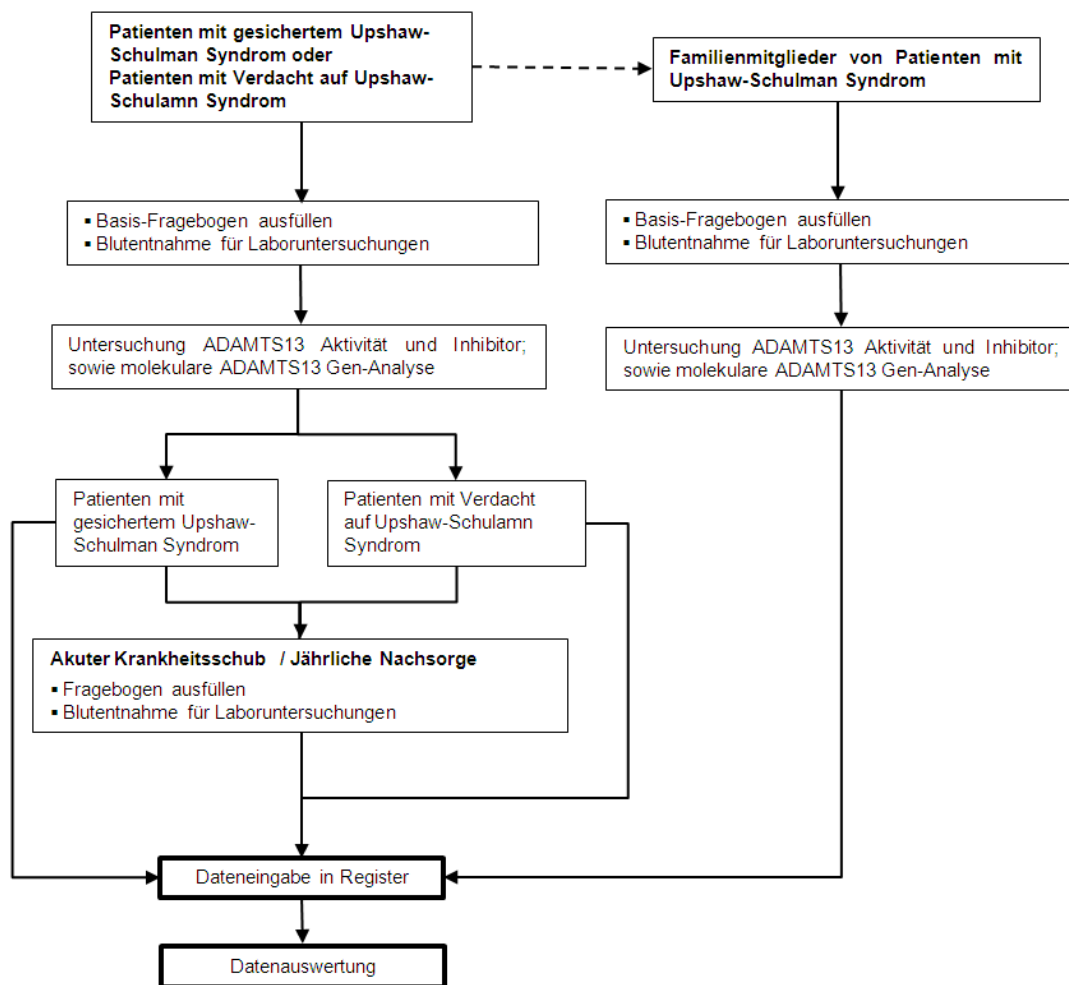 Patienten mit gesichertem Upshaw-
Schulman Syndrom oder
Patienten mit Verdacht auf Upshaw-
Schulamn Syndrom
Familienmitglieder von Patienten mit
Upshaw-Schulman Syndrom
▪ Basis-Fragebogen ausfüllen
▪ Blutentnahme für Laboruntersuchungen
▪ Basis-Fragebogen ausfüllen
▪ Blutentnahme für Laboruntersuchungen
Untersuchung ADAMTS13 Aktivität und Inhibitor;
sowie molekulare ADAMTS13 Gen-Analyse
Untersuchung ADAMTS13 Aktivität und Inhibitor;
sowie molekulare ADAMTS13 Gen-Analyse
Patienten mit
gesichertem Upshaw-
Schulman Syndrom
Patienten mit Verdacht
auf Upshaw-Schulamn
Syndrom
Akuter Krankheitsschub / Jährliche Nachsorge
▪ Fragebogen ausfüllen
▪ Blutentnahme für Laboruntersuchungen
Dateneingabe in Register
Datenauswertung